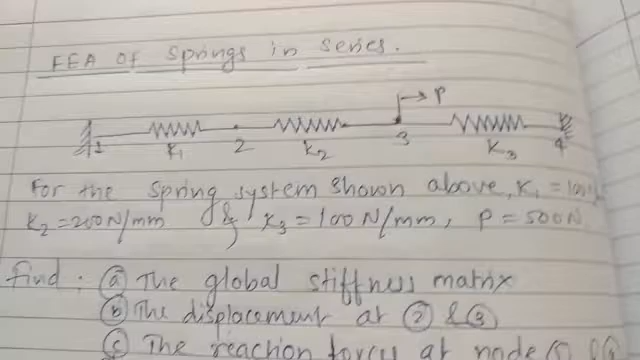 FEA of springs in series.
P
1 K1 2 K2 3 K3 4
For the spring system shown above, K1 = 100
K2 = 200 N/mm & K3 = 100 N/mm, P = 500N
find : (a) The global stiffness matrix
(b) The displacement at (2) & (3)
(c) The reaction forces at node